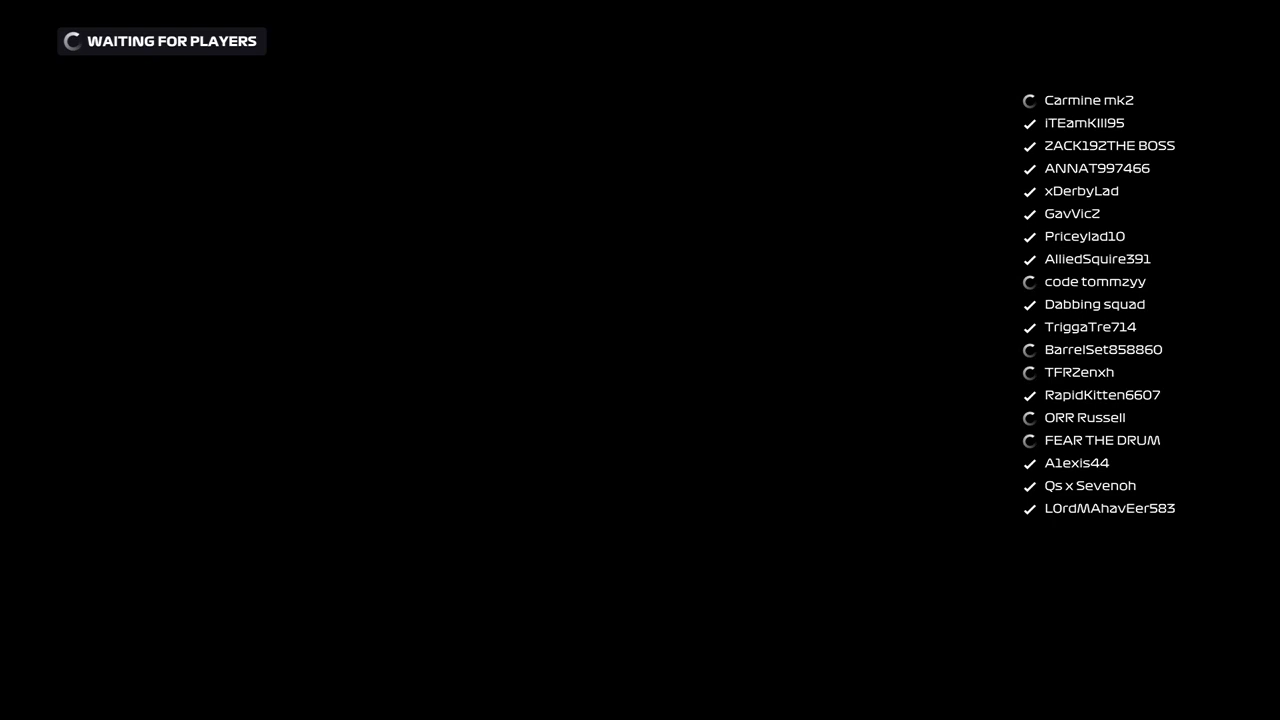 WAITING FOR PLAYERS
Carmine mk2
iTEamKIll95
ZACK192THE BOSS
ANNAT997466
xDerbyLad
GavVic2
Priceylad10
AlliedSquire391
code tommzyy
Dabbing squad
TriggaTre714
BarrelSet858860
TFRZenxh
RapidKitten6607
ORR Russell
FEAR THE DRUM
A1exis44
Qs x Sevenoh
L0rdMAhavEer583